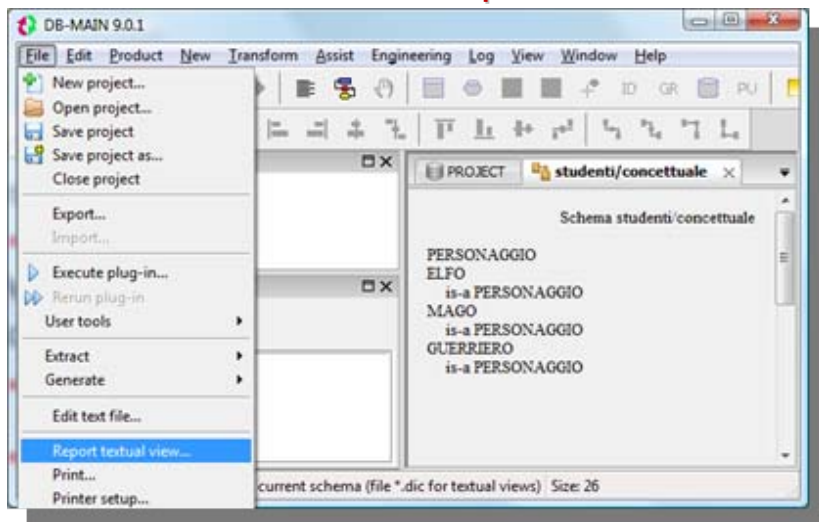 DB-MAIN 9.0.1
File Edit Product New Transform Assist Engineering Log View Window Help
New project...
Open project...
Save project
Save project as...
Close project
Export...
Import...
Execute plug-in...
Rerun plug-in
User tools
Extract
Generate
Edit text file...
Report textual view...
Print...
Printer setup...
ID GR PU
PROJECT studenti/concettuale
Schema studenti/concettuale
PERSONAGGIO
ELFO
is-a PERSONAGGIO
MAGO
is-a PERSONAGGIO
GUERRIERO
is-a PERSONAGGIO
current schema (file *.dic for textual views) Size: 26